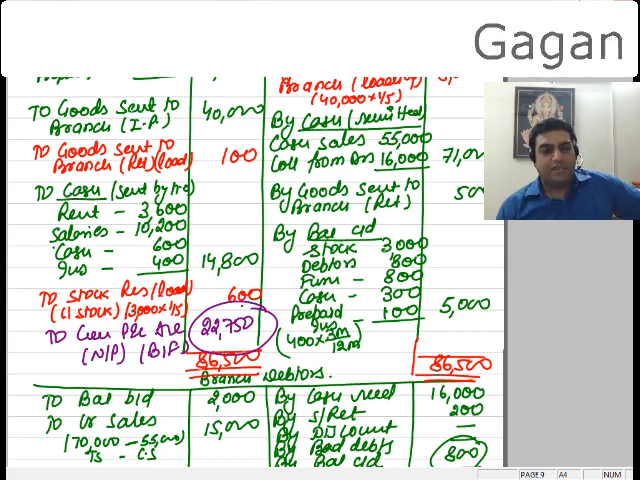 Gagan
Branch (loading)
(40,000 x 1/5)
To Goods sent to
Branch (I.P)
40,000
By Cash (remitted)
Cash sales 55,000
Coll from Drs 16,000
71,00
To Goods sent to
Branch (Ret) (load)
100
By Goods sent to
Branch (Ret)
500
To Cash (sent by HO)
Rent - 3,600
Salaries - 10,200
Cash - 600
Ins - 400
14,800
By Bal c/d
Stock 3000
Debtors 800
Furn - 800
Cash - 300
Prepaid Ins 100
(400 x 3m/12m)
5,000
To Stock Res (load)
(Cl stock) (3,000 x 1/5)
600
To Gen P&L A/c
(N/P) (B/F)
22,750
86,500
86,500
Branch Debtors.
To Bal b/d 2,000
By Cash recd 16,000
To Cr Sales 15,000
(70,000 - 55,000)
TS - CS
By S/Ret 200
By Discount —
By Bad debts —
By Bal c/d 800
PAGE 9
A4
NUM